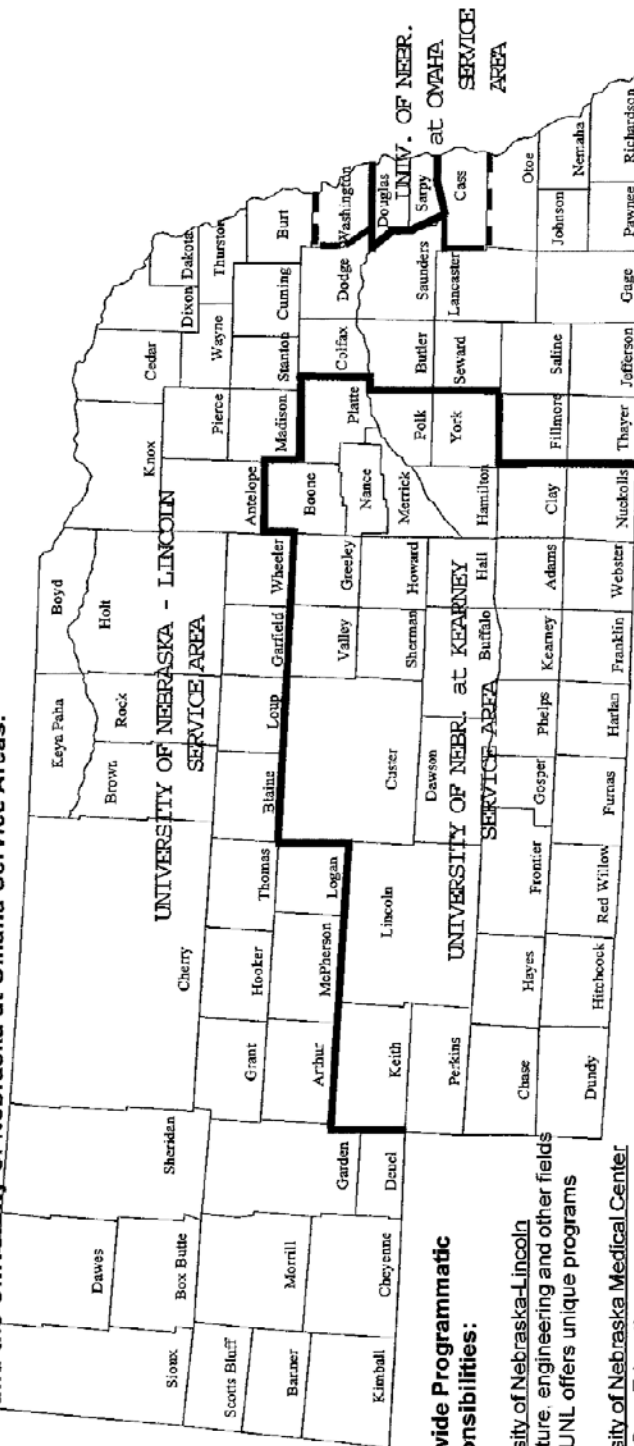 and the University of Nebraska at Omaha Service Areas:
Boyd
Keya Paha
Knox
Cedar
Dixon Dakota
Holt
Rock
Brown
Cherry
Sheridan
Dawes
Sioux
Box Butte
UNIVERSITY OF NEBRASKA - LINCOLN
SERVICE AREA
Antelope
Pierce
Wayne
Thurston
Madison
Stanton
Cuming
Burt
Wheeler
Garfield
Loup
Blaine
Thomas
Hooker
Grant
Scotts Bluff
Banner
Kimball
Morrill
Cheyenne
Garden
Deuel
Arthur
McPherson
Logan
Boone
Platte
Colfax
Dodge
Washington
Douglas
Sarpy
Cass
UNIV. OF NEBR.
at OMAHA
SERVICE
AREA
Valley
Greeley
Nance
Merrick
Polk
Butler
Saunders
Custer
Sherman
Howard
York
Seward
Lancaster
Otoe
Keith
Lincoln
Dawson
Buffalo
Hall
Hamilton
UNIVERSITY OF NEBR. at KEARNEY
SERVICE AREA
Perkins
Chase
Hayes
Frontier
Gosper
Phelps
Kearney
Adams
Clay
Fillmore
Saline
Johnson
Nemaha
Dundy
Hitchcock
Red Willow
Furnas
Harlan
Franklin
Webster
Nuckolls
Thayer
Jefferson
Gage
Pawnee
Richardson
wide Programmatic
onsibilities:
sity of Nebraska-Lincoln
ture, engineering and other fields
UNL offers unique programs
sity of Nebraska Medical Center